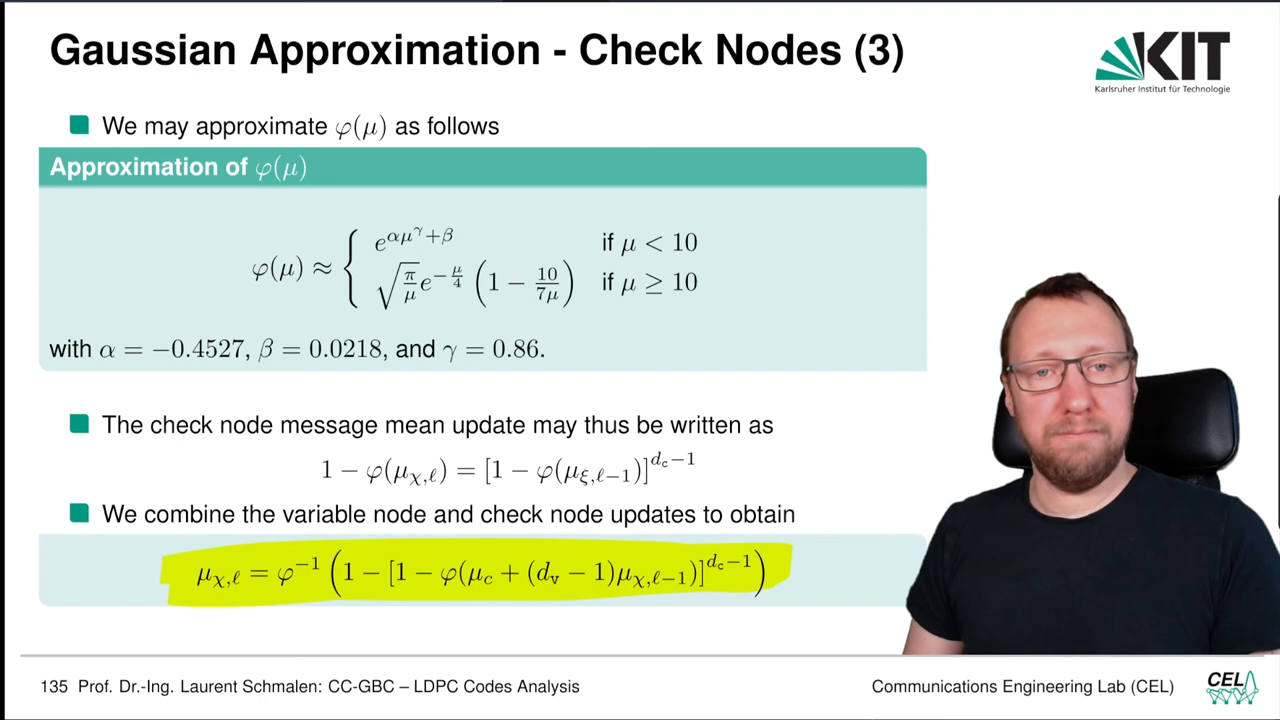 Gaussian Approximation - Check Nodes (3)
KIT
Karlsruher Institut für Technologie
We may approximate φ(μ) as follows
Approximation of φ(μ)
φ(μ) ≈ { e^{αμ^γ+β} if μ < 10
√(π/μ) e^{−μ/4} (1 − 10/(7μ)) if μ ≥ 10
with α = −0.4527, β = 0.0218, and γ = 0.86.
The check node message mean update may thus be written as
1 − φ(μ_{χ,ℓ}) = [1 − φ(μ_{ξ,ℓ−1})]^{d_c−1}
We combine the variable node and check node updates to obtain
μ_{χ,ℓ} = φ^{−1} (1 − [1 − φ(μ_c + (d_v − 1)μ_{χ,ℓ−1})]^{d_c−1})
135 Prof. Dr.-Ing. Laurent Schmalen: CC-GBC – LDPC Codes Analysis
Communications Engineering Lab (CEL)
CEL